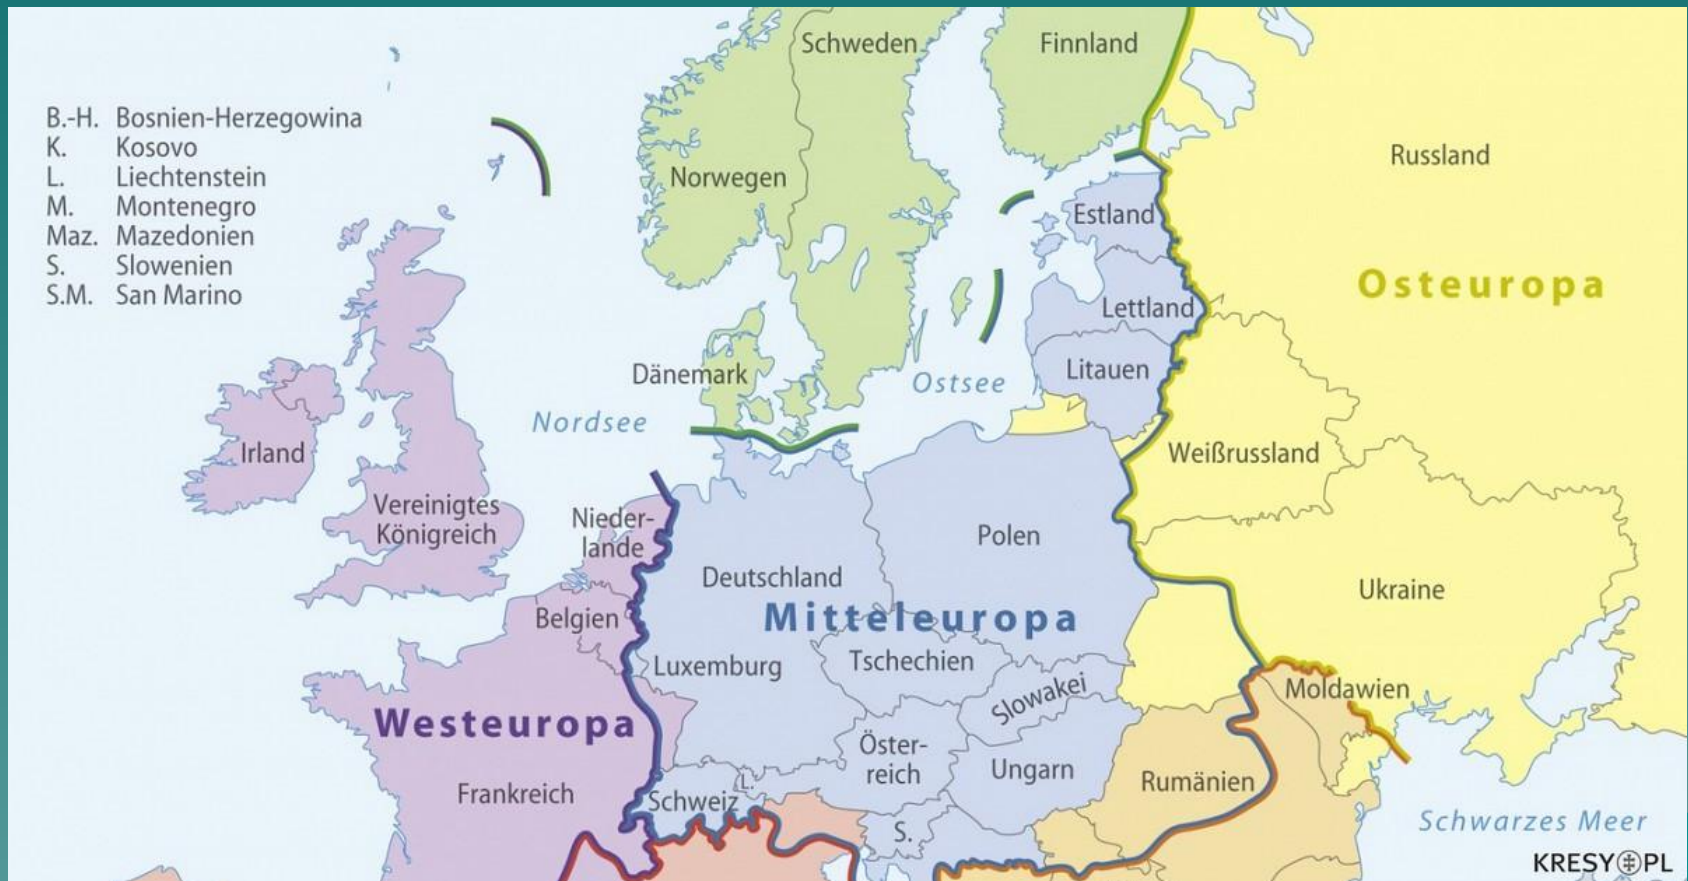 Schweden
Finnland
B.-H. Bosnien-Herzegowina
K. Kosovo
L. Liechtenstein
M. Montenegro
Maz. Mazedonien
S. Slowenien
S.M. San Marino
Russland
Norwegen
Estland
Osteuropa
Lettland
Litauen
Dänemark
Ostsee
Nordsee
Irland
Weißrussland
Vereinigtes
Königreich
Nieder-
lande
Polen
Deutschland
Ukraine
Belgien
Mitteleuropa
Luxemburg
Tschechien
Slowakei
Moldawien
Westeuropa
Öster-
reich
Ungarn
Rumänien
L.
Frankreich
Schweiz
S.
Schwarzes Meer
KRESY PL